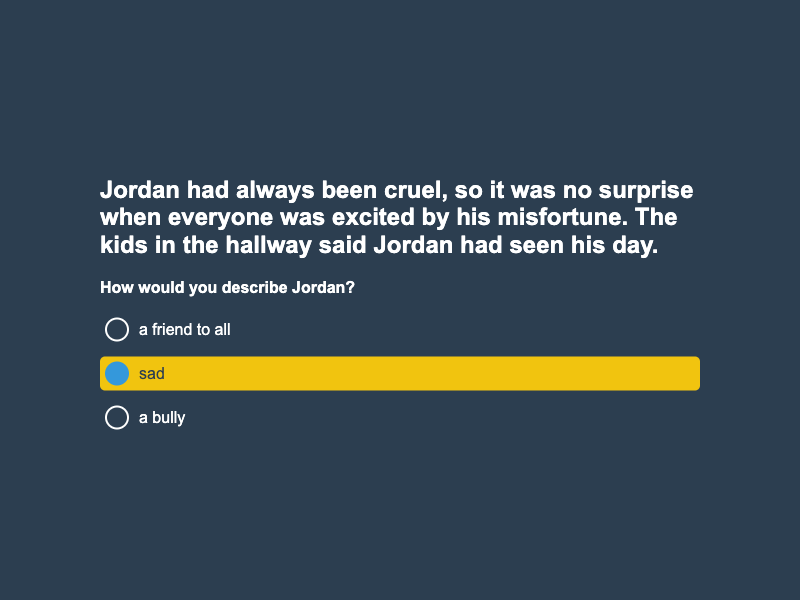 Jordan had always been cruel, so it was no surprise
when everyone was excited by his misfortune. The
kids in the hallway said Jordan had seen his day.
How would you describe Jordan?
a friend to all
sad
a bully